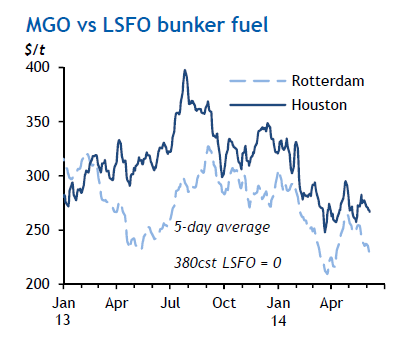 MGO vs LSFO bunker fuel
$/t
400
Rotterdam
Houston
350
300
250
5-day average
380cst LSFO = 0
200
Jan Apr Jul Oct Jan Apr
13 14